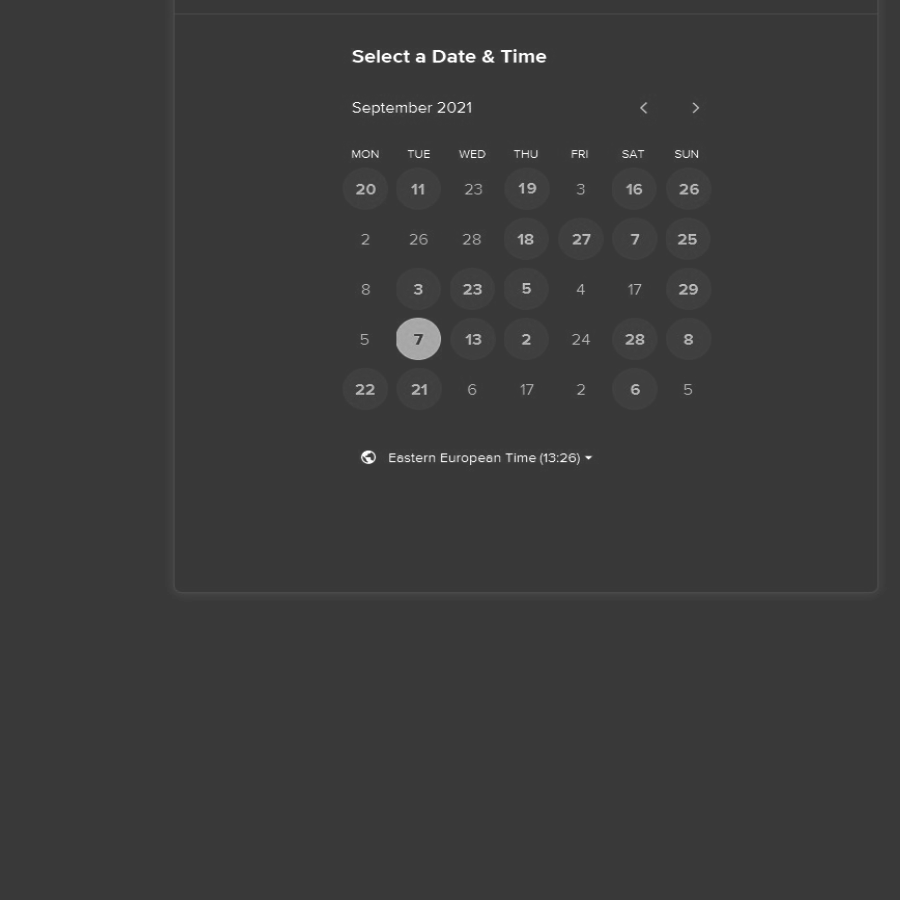 Select a Date & Time
September 2021
MON TUE WED THU FRI SAT SUN
20 11 23 19 3 16 26
2 26 28 18 27 7 25
8 3 23 5 4 17 29
5 7 13 2 24 28 8
22 21 6 17 2 6 5
Eastern European Time (13:26)